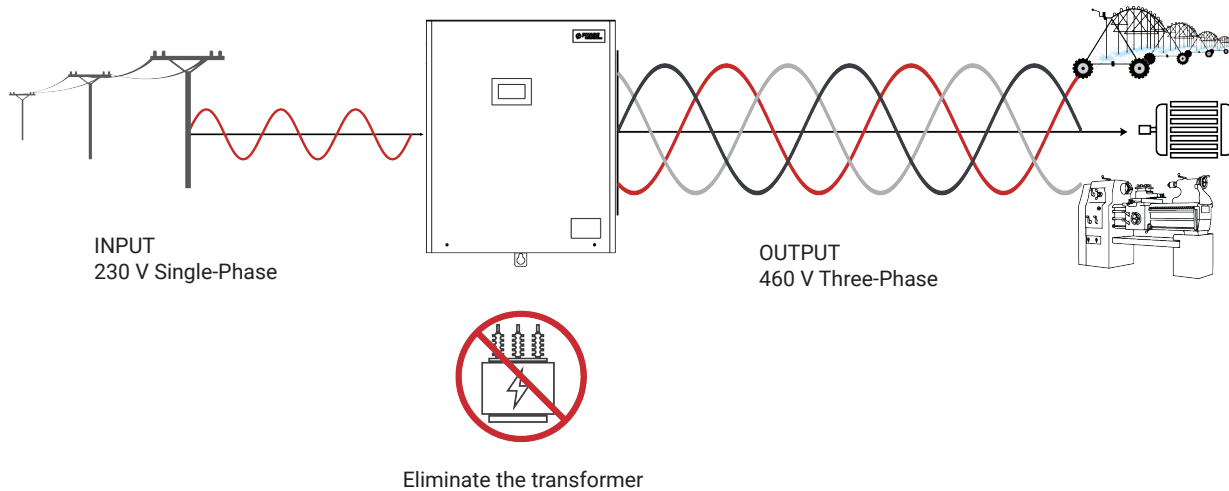 INPUT
230 V Single-Phase
OUTPUT
460 V Three-Phase
Eliminate the transformer